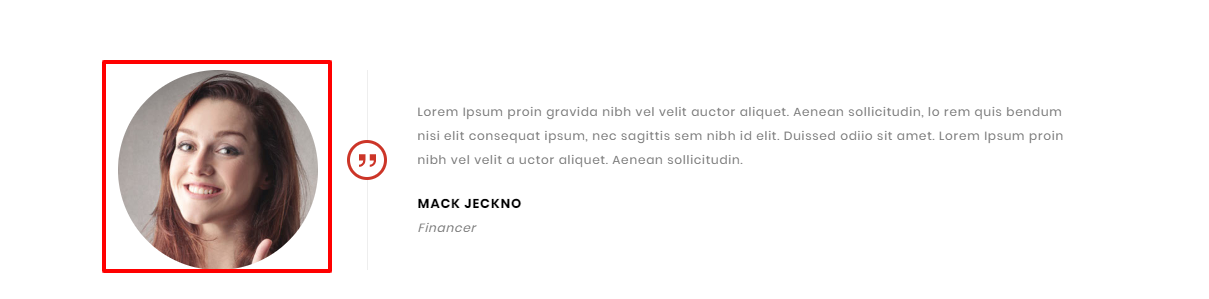 Lorem Ipsum proin gravida nibh vel velit auctor aliquet. Aenean sollicitudin, lo rem quis bendum
nisi elit consequat ipsum, nec sagittis sem nibh id elit. Duissed odiio sit amet. Lorem Ipsum proin
nibh vel velit a uctor aliquet. Aenean sollicitudin.
MACK JECKNO
Financer